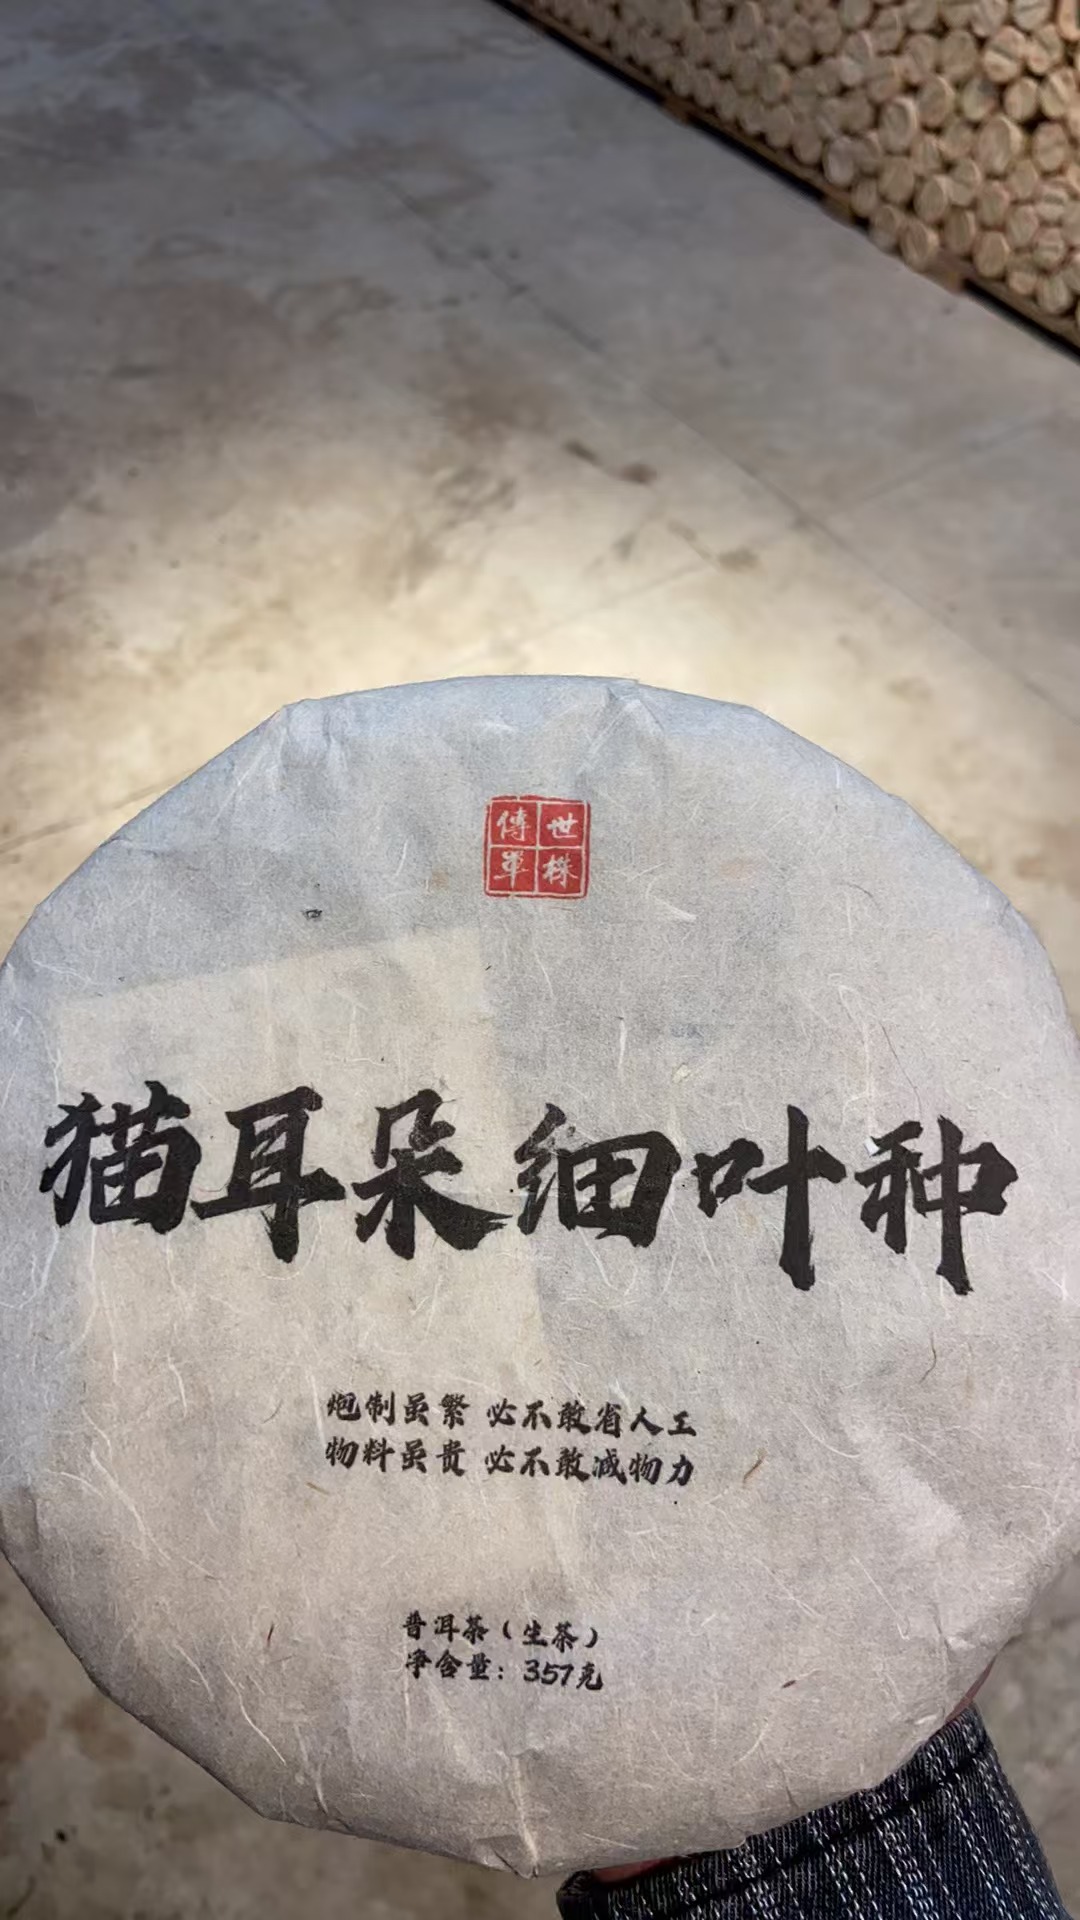 世株
傳單
猫耳朵细叶种
炮制虽繁 必不敢省人工
物料虽贵 必不敢减物力
普洱茶（生茶）
净含量：357克